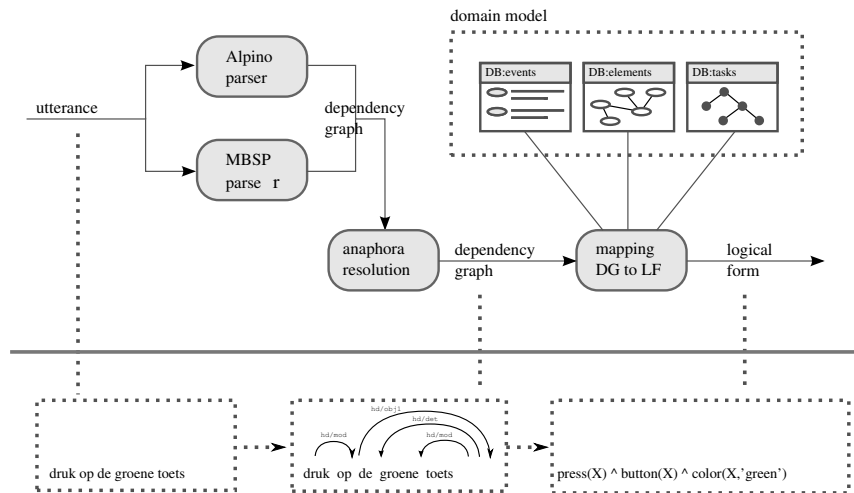 domain model
Alpino
parser
DB:events
DB:elements
DB:tasks
utterance
dependency
graph
MBSP
parse r
anaphora
resolution
dependency
graph
mapping
DG to LF
logical
form
hd/obj1
hd/det
hd/mod
hd/mod
druk op de groene toets
druk op de groene toets
press(X) ^ button(X) ^ color(X,'green')